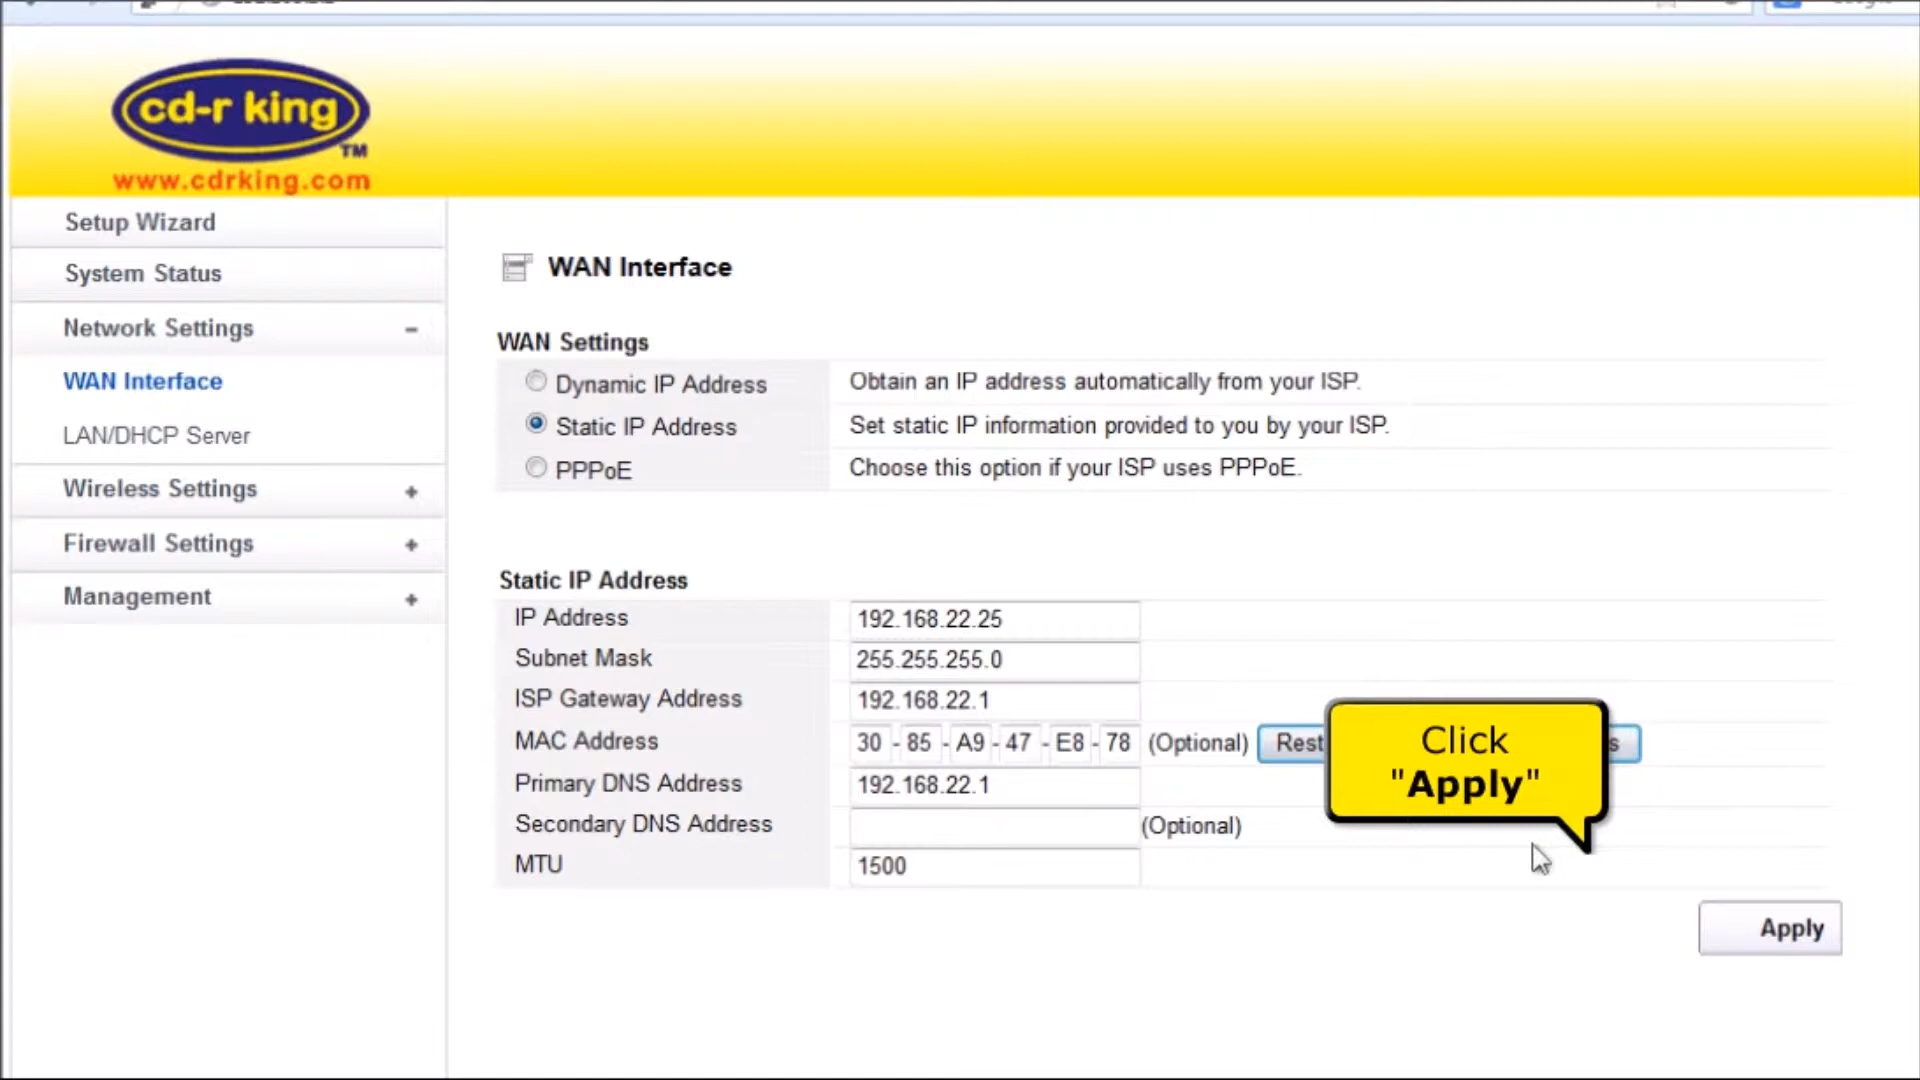 cd-r king
TM
www.cdrking.com
Setup Wizard
System Status
Network Settings -
WAN Interface
LAN/DHCP Server
Wireless Settings +
Firewall Settings +
Management +
WAN Interface
WAN Settings
Dynamic IP Address Obtain an IP address automatically from your ISP.
Static IP Address Set static IP information provided to you by your ISP.
PPPoE Choose this option if your ISP uses PPPoE.
Static IP Address
IP Address 192.168.22.25
Subnet Mask 255.255.255.0
ISP Gateway Address 192.168.22.1
MAC Address 30 - 85 - A9 - 47 - E8 - 78 (Optional)
Click
"Apply"
Primary DNS Address 192.168.22.1
Secondary DNS Address (Optional)
MTU 1500
Apply